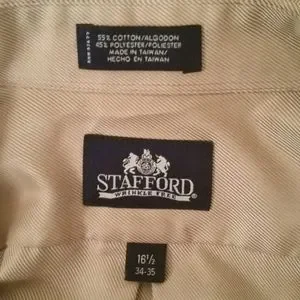 55% COTTON/ALGODON
45% POLYESTER/POLIESTER
MADE IN TAIWAN/
HECHO EN TAIWAN
STAFFORD®
WRINKLE FREE
16½
34-35